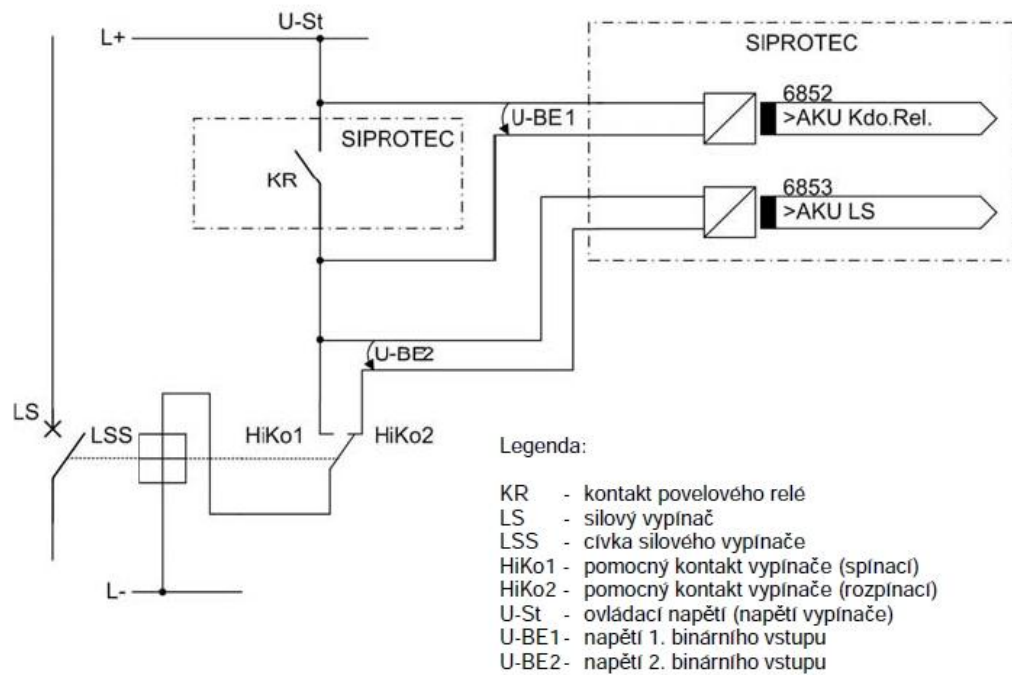 U-St
L+
SIPROTEC
6852
>AKU Kdo.Rel.
U-BE1
SIPROTEC
KR
6853
>AKU LS
U-BE2
LS
LSS
HiKo1
HiKo2
L-
Legenda:
KR - kontakt povelového relé
LS - silový vypínač
LSS - cívka silového vypínače
HiKo1 - pomocný kontakt vypínače (spínací)
HiKo2 - pomocný kontakt vypínače (rozpínací)
U-St - ovládací napětí (napětí vypínače)
U-BE1 - napětí 1. binárního vstupu
U-BE2 - napětí 2. binárního vstupu